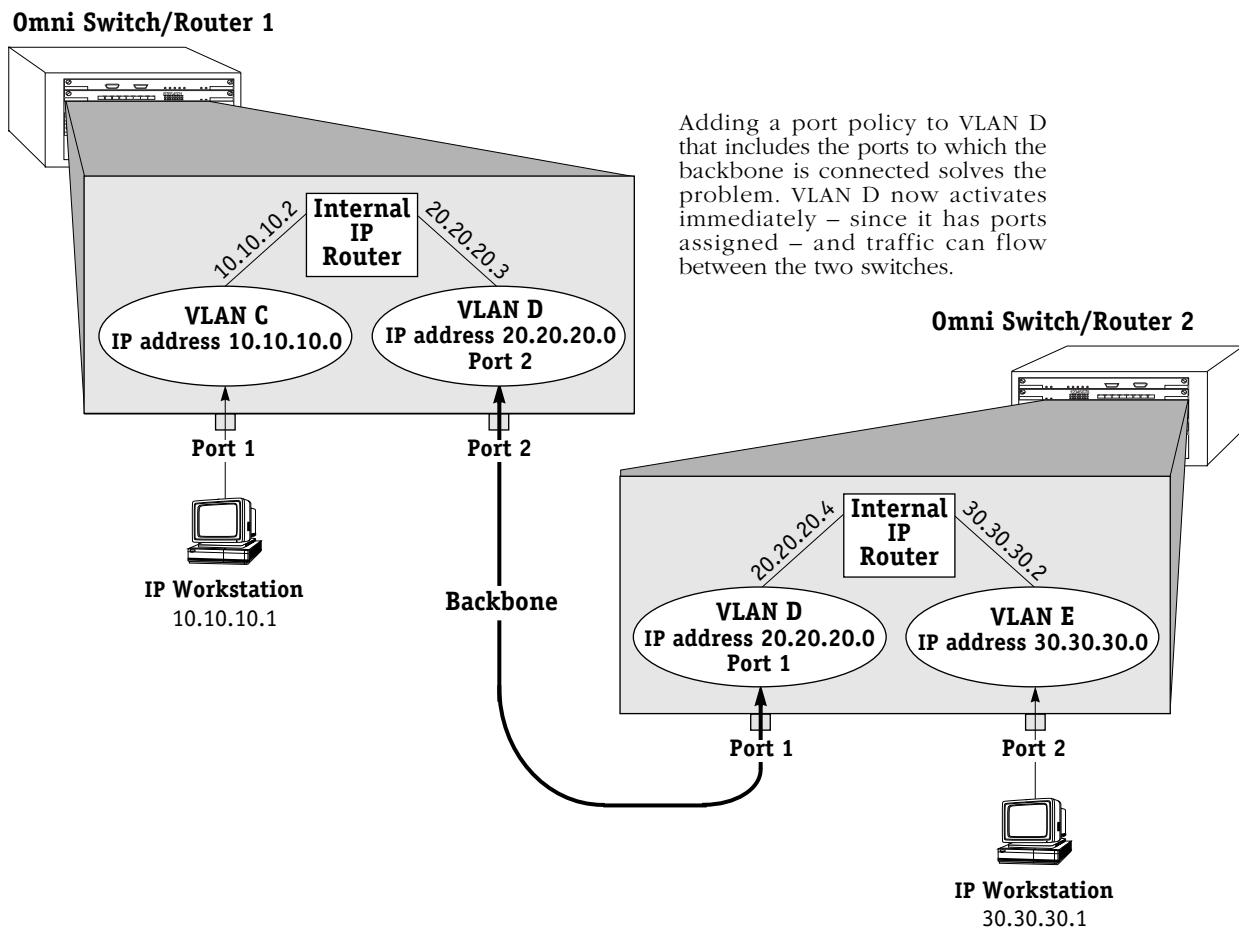 Omni Switch/Router 1
Adding a port policy to VLAN D
that includes the ports to which the
backbone is connected solves the
problem. VLAN D now activates
immediately – since it has ports
assigned – and traffic can flow
between the two switches.
10.10.10.2
Internal
IP
Router
20.20.20.3
VLAN C
IP address 10.10.10.0
VLAN D
IP address 20.20.20.0
Port 2
Port 1
Port 2
IP Workstation
10.10.10.1
Backbone
Omni Switch/Router 2
20.20.20.4
Internal
IP
Router
30.30.30.2
VLAN D
IP address 20.20.20.0
Port 1
VLAN E
IP address 30.30.30.0
Port 1
Port 2
IP Workstation
30.30.30.1